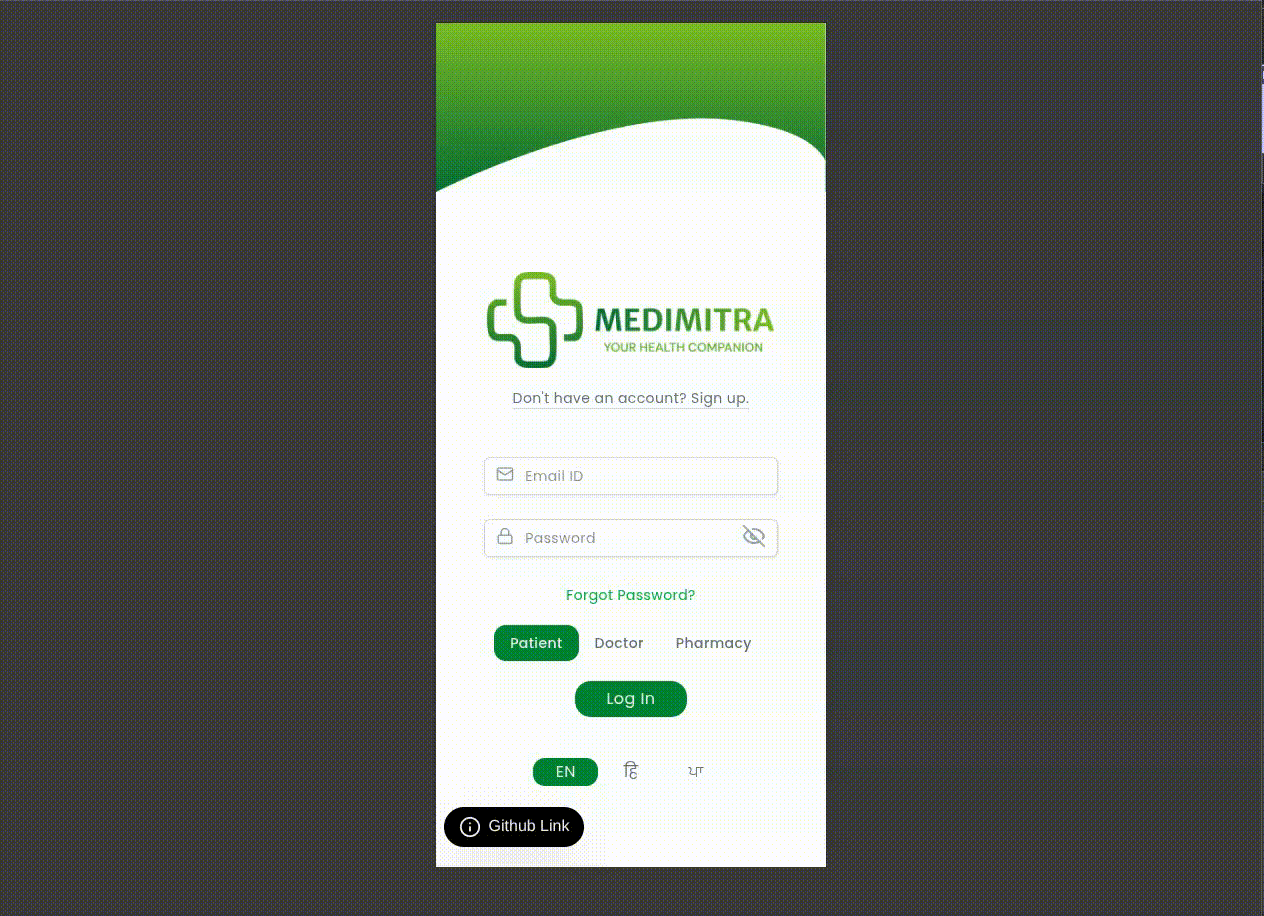 MEDIMITRA
YOUR HEALTH COMPANION
Don't have an account? Sign up.
Email ID
Password
Forgot Password?
Patient Doctor Pharmacy
Log In
EN हि ਪਾ
Github Link